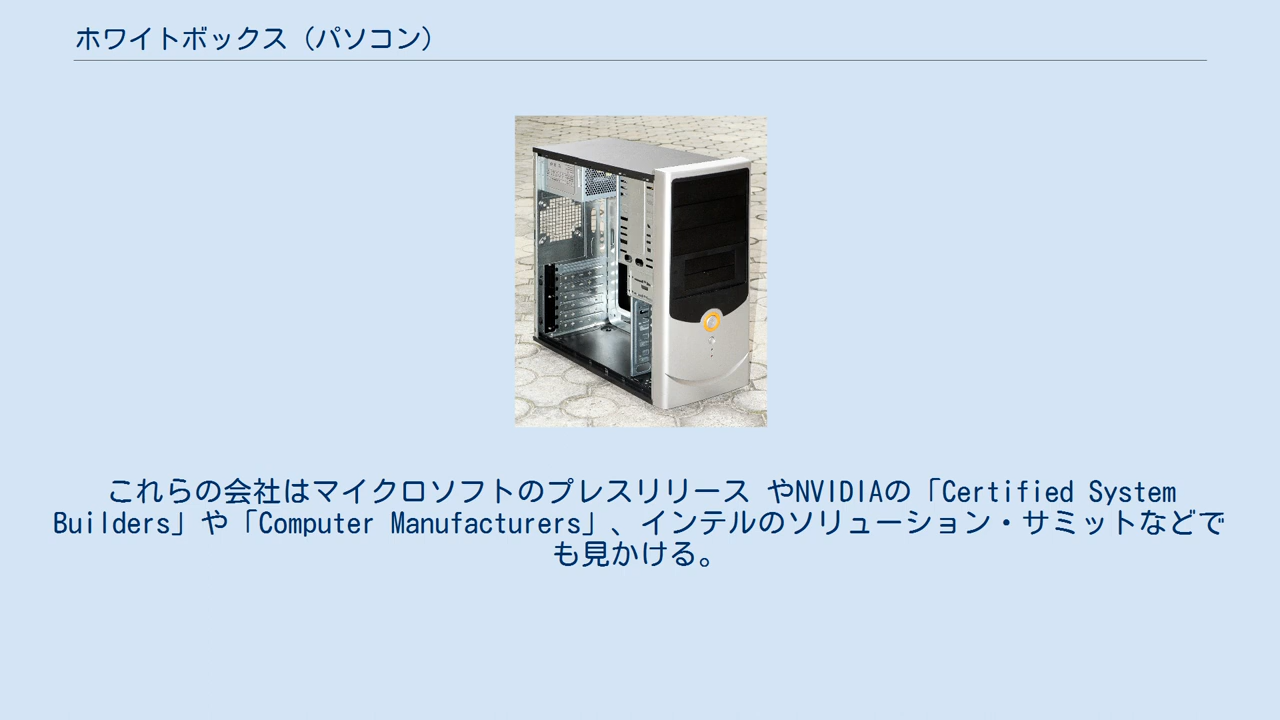 ホワイトボックス（パソコン）
これらの会社はマイクロソフトのプレスリリース やNVIDIAの「Certified System
Builders」や「Computer Manufacturers」、インテルのソリューション・サミットなどで
も見かける。